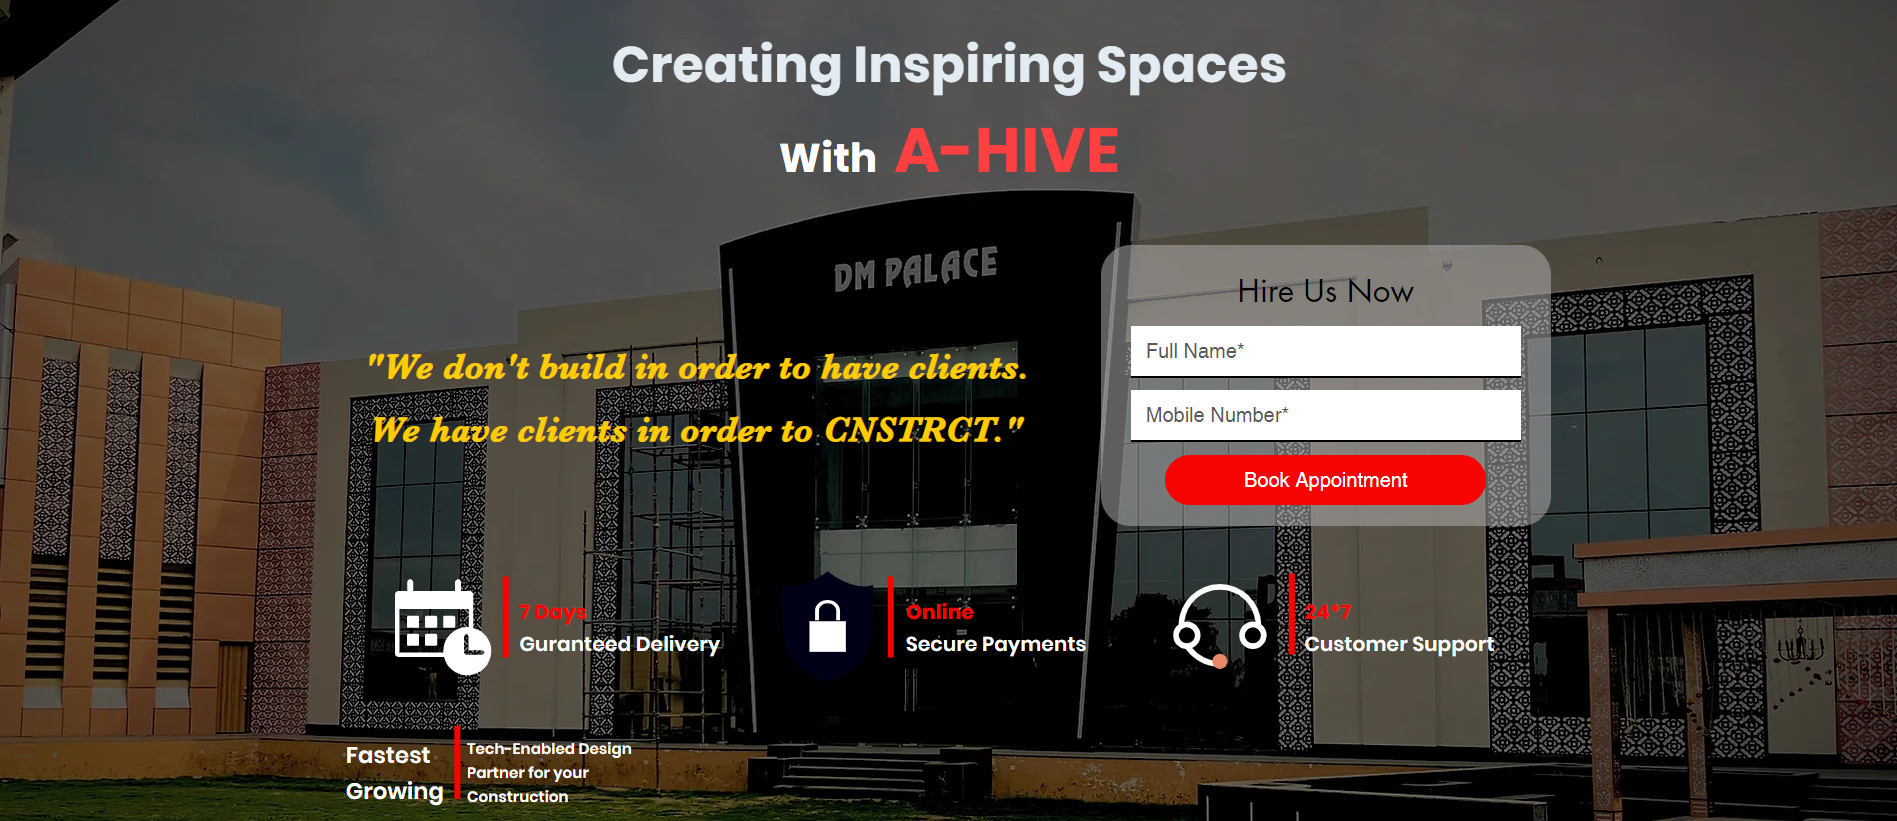 Creating Inspiring Spaces
With A-HIVE
DM PALACE
"We don't build in order to have clients.
We have clients in order to CNSTRCT."
Hire Us Now
Full Name*
Mobile Number*
Book Appointment
7 Days
Guranteed Delivery
Online
Secure Payments
24*7
Customer Support
Fastest
Growing
Tech-Enabled Design
Partner for your
Construction